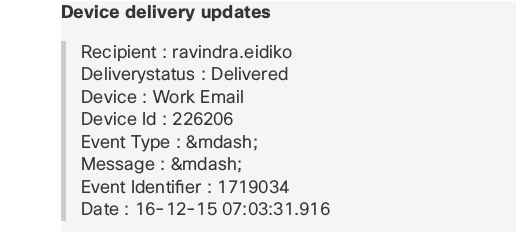 Device delivery updates
Recipient : ravindra.eidiko
Deliverystatus : Delivered
Device : Work Email
Device Id : 226206
Event Type : &mdash;
Message : &mdash;
Event Identifier : 1719034
Date : 16-12-15 07:03:31.916